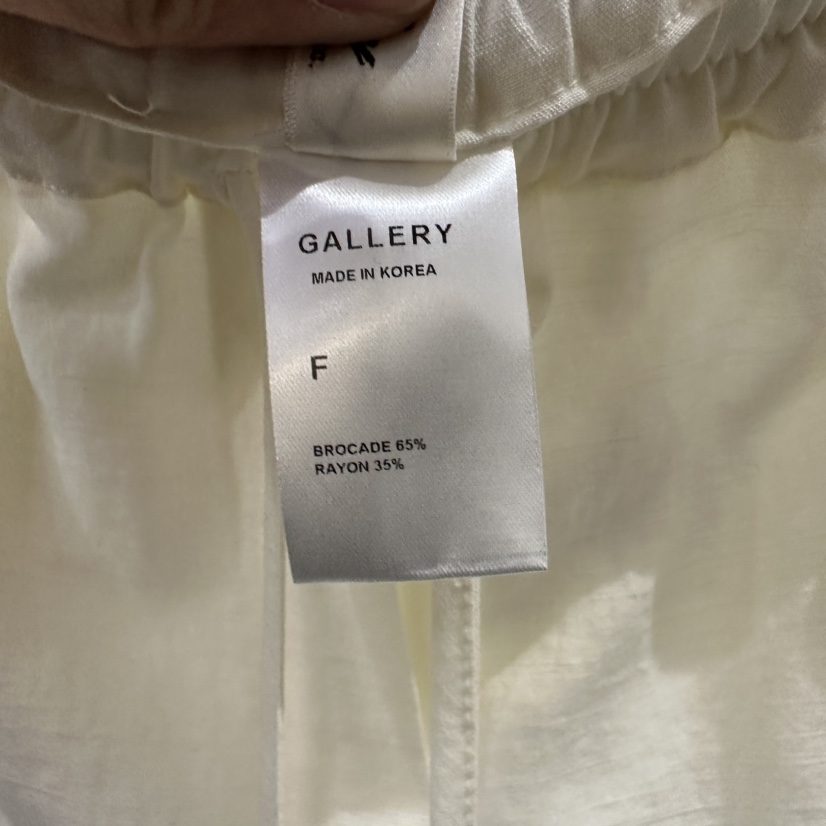 GALLERY
MADE IN KOREA
F
BROCADE 65%
RAYON 35%